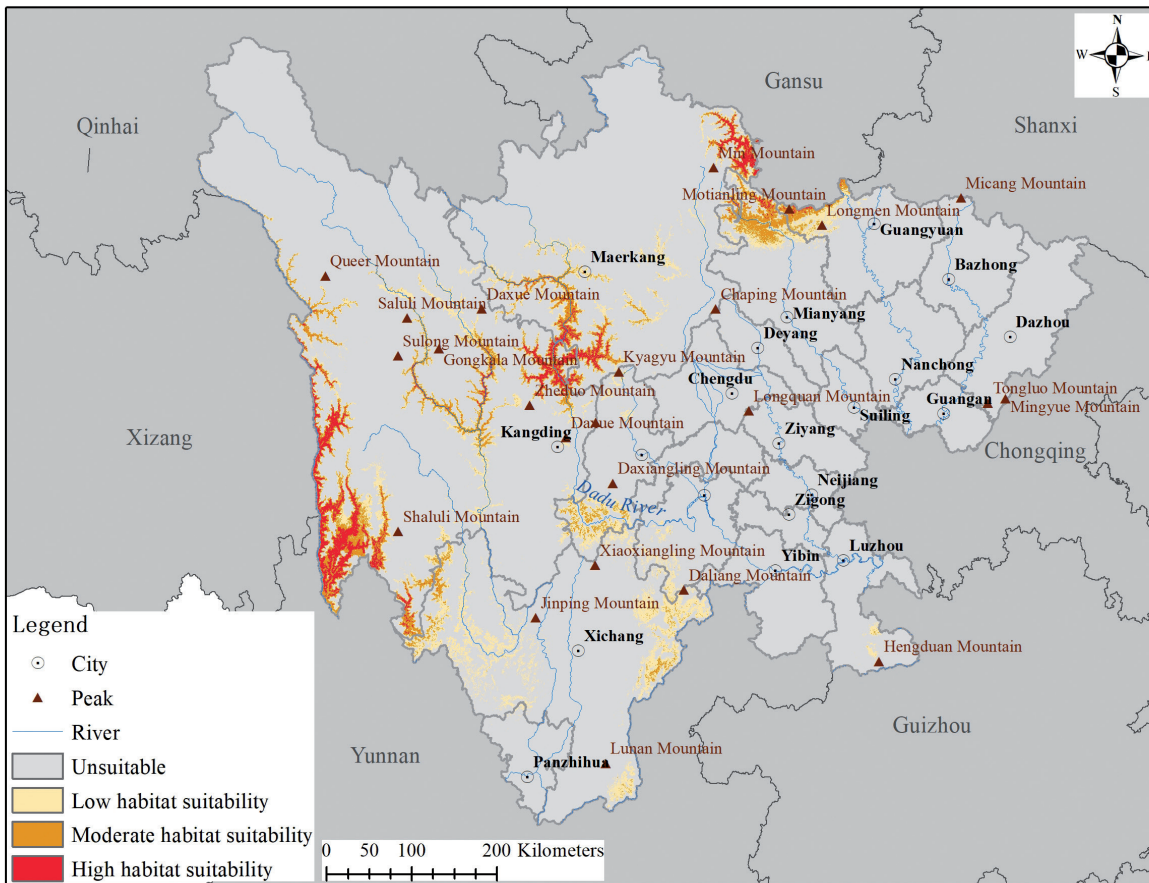 N
W
E
S
Gansu
Qinhai
Shanxi
Min Mountain
Motianling Mountain
Micang Mountain
Longmen Mountain
Guangyuan
Maerkang
Bazhong
Queer Mountain
Daxue Mountain
Saluli Mountain
Chaping Mountain
Mianyang
Dazhou
Sulong Mountain
Deyang
Gongkala Mountain
Kyagyu Mountain
Nanchong
Chengdu
Tongluo Mountain
Zheduo Mountain
Longquan Mountain
Guangan
Mingyue Mountain
Suiling
Xizang
Kangding
Daxue Mountain
Ziyang
Chongqing
Daxiangling Mountain
Neijiang
Dadu River
Zigong
Shaluli Mountain
Xiaoxiangling Mountain
Yibin
Luzhou
Daliang Mountain
Jinping Mountain
Xichang
Hengduan Mountain
Guizhou
Yunnan
Lunan Mountain
Panzhihua
Legend
City
Peak
River
Unsuitable
Low habitat suitability
Moderate habitat suitability
High habitat suitability
0 50 100 200 Kilometers